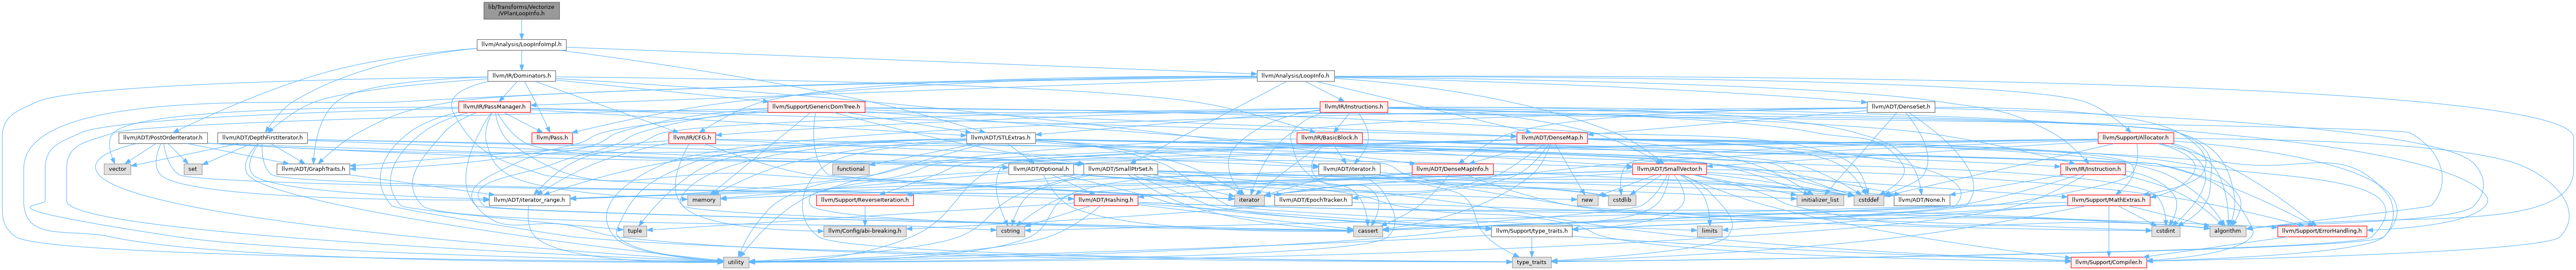 lib/Transforms/Vectorize
/VPlanLoopInfo.h
llvm/Analysis/LoopInfoImpl.h
llvm/IR/Dominators.h
llvm/Analysis/LoopInfo.h
llvm/IR/PassManager.h
llvm/Support/GenericDomTree.h
llvm/IR/Instructions.h
llvm/ADT/DenseSet.h
llvm/ADT/PostOrderIterator.h
llvm/ADT/DepthFirstIterator.h
llvm/Pass.h
llvm/IR/CFG.h
llvm/ADT/STLExtras.h
llvm/IR/BasicBlock.h
llvm/ADT/DenseMap.h
llvm/Support/Allocator.h
vector
set
llvm/ADT/GraphTraits.h
functional
llvm/ADT/Optional.h
llvm/ADT/SmallPtrSet.h
llvm/ADT/iterator.h
llvm/ADT/DenseMapInfo.h
llvm/ADT/SmallVector.h
llvm/IR/Instruction.h
llvm/ADT/iterator_range.h
memory
llvm/Support/ReverseIteration.h
llvm/ADT/Hashing.h
iterator
llvm/ADT/EpochTracker.h
new
cstdlib
initializer_list
cstddef
llvm/ADT/None.h
llvm/Support/MathExtras.h
tuple
llvm/Config/abi-breaking.h
cstring
cassert
llvm/Support/type_traits.h
limits
cstdint
algorithm
llvm/Support/ErrorHandling.h
utility
type_traits
llvm/Support/Compiler.h